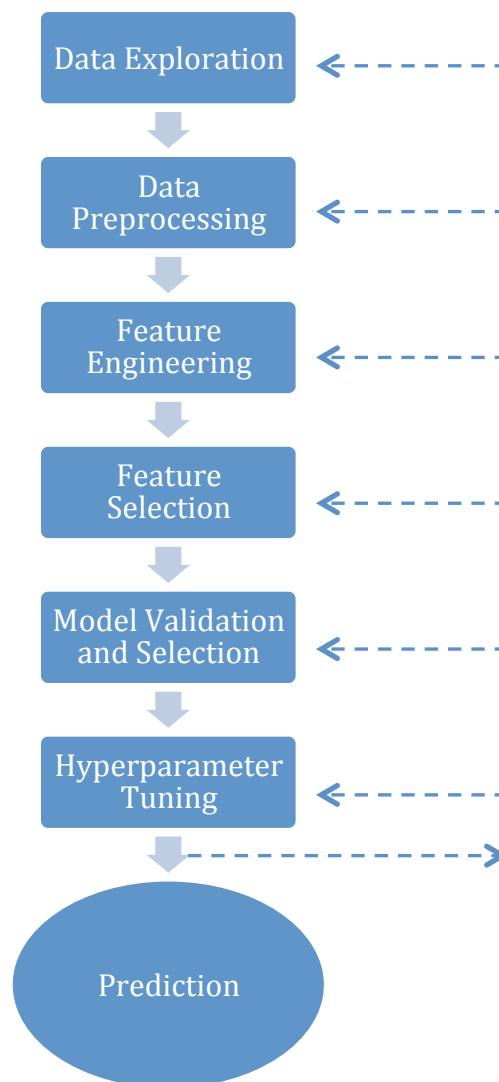 Data Exploration
Data
Preprocessing
Feature
Engineering
Feature
Selection
Model Validation
and Selection
Hyperparameter
Tuning
Prediction